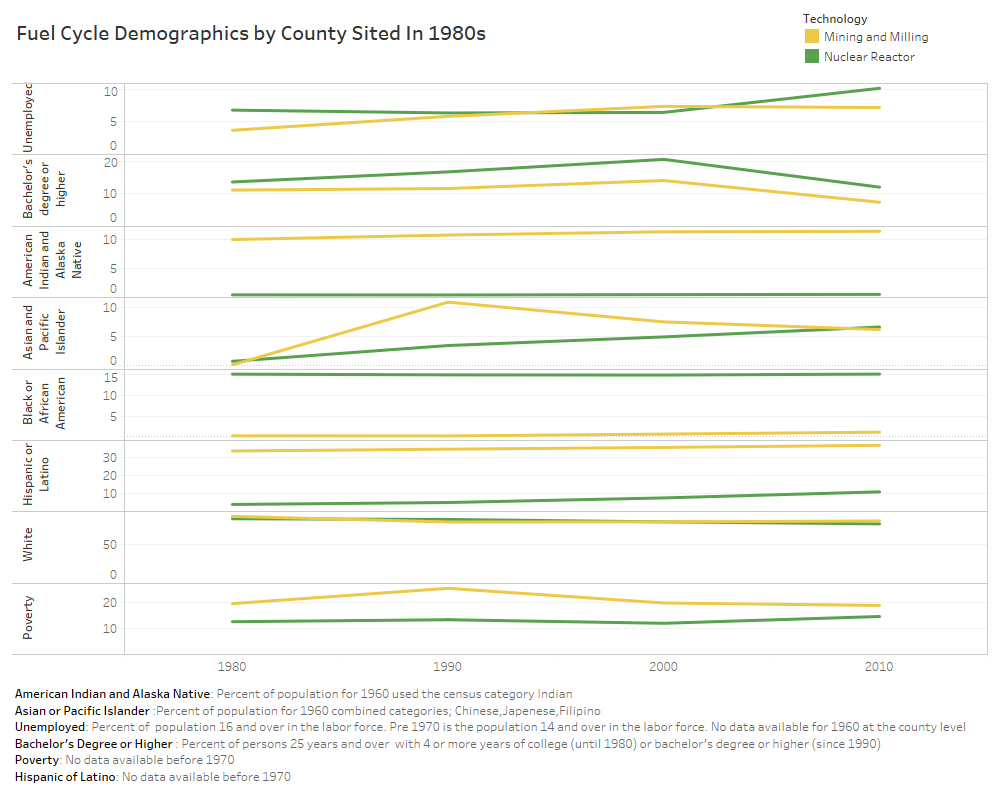 Fuel Cycle Demographics by County Sited In 1980s
Technology
Mining and Milling
Nuclear Reactor
Unemployed
10
5
0
Bachelor's
degree or
higher
20
10
0
American
Indian and
Alaska
Native
10
5
0
Asian and
Pacific
Islander
10
5
0
Black or
African
American
15
10
5
Hispanic or
Latino
30
20
10
White
50
0
Poverty
20
10
1980
1990
2000
2010
American Indian and Alaska Native: Percent of population for 1960 used the census category Indian
Asian or Pacific Islander :Percent of population for 1960 combined categories; Chinese,Japenese,Filipino
Unemployed: Percent of  population 16 and over in the labor force. Pre 1970 is the population 14 and over in the labor force. No data available for 1960 at the county level
Bachelor's Degree or Higher : Percent of persons 25 years and over  with 4 or more years of college (until 1980) or bachelor's degree or higher (since 1990)
Poverty: No data available before 1970
Hispanic of Latino: No data available before 1970